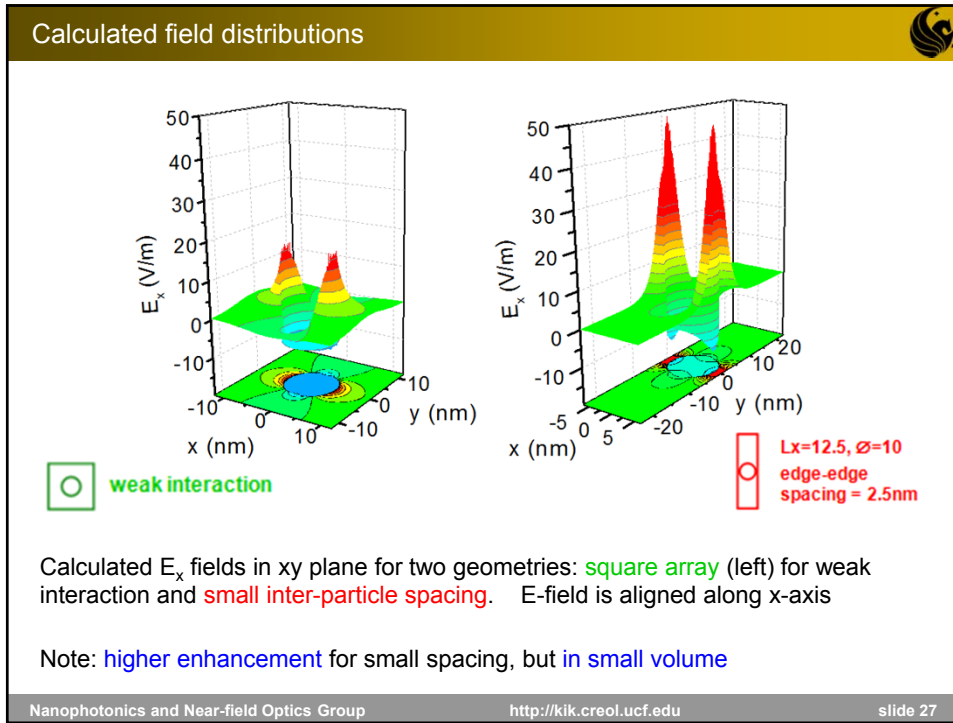 Calculated field distributions
50
40
30
20
10
0
-10
E_x (V/m)
-10
0
10
x (nm)
-10
0
10
y (nm)
50
40
30
20
10
0
-10
E_x (V/m)
-5
0
5
x (nm)
-20
-10
0
10
20
y (nm)
weak interaction
Lx=12.5, Ø=10
edge-edge
spacing = 2.5nm
Calculated E_x fields in xy plane for two geometries: square array (left) for weak
interaction and small inter-particle spacing. E-field is aligned along x-axis
Note: higher enhancement for small spacing, but in small volume
Nanophotonics and Near-field Optics Group http://kik.creol.ucf.edu slide 27